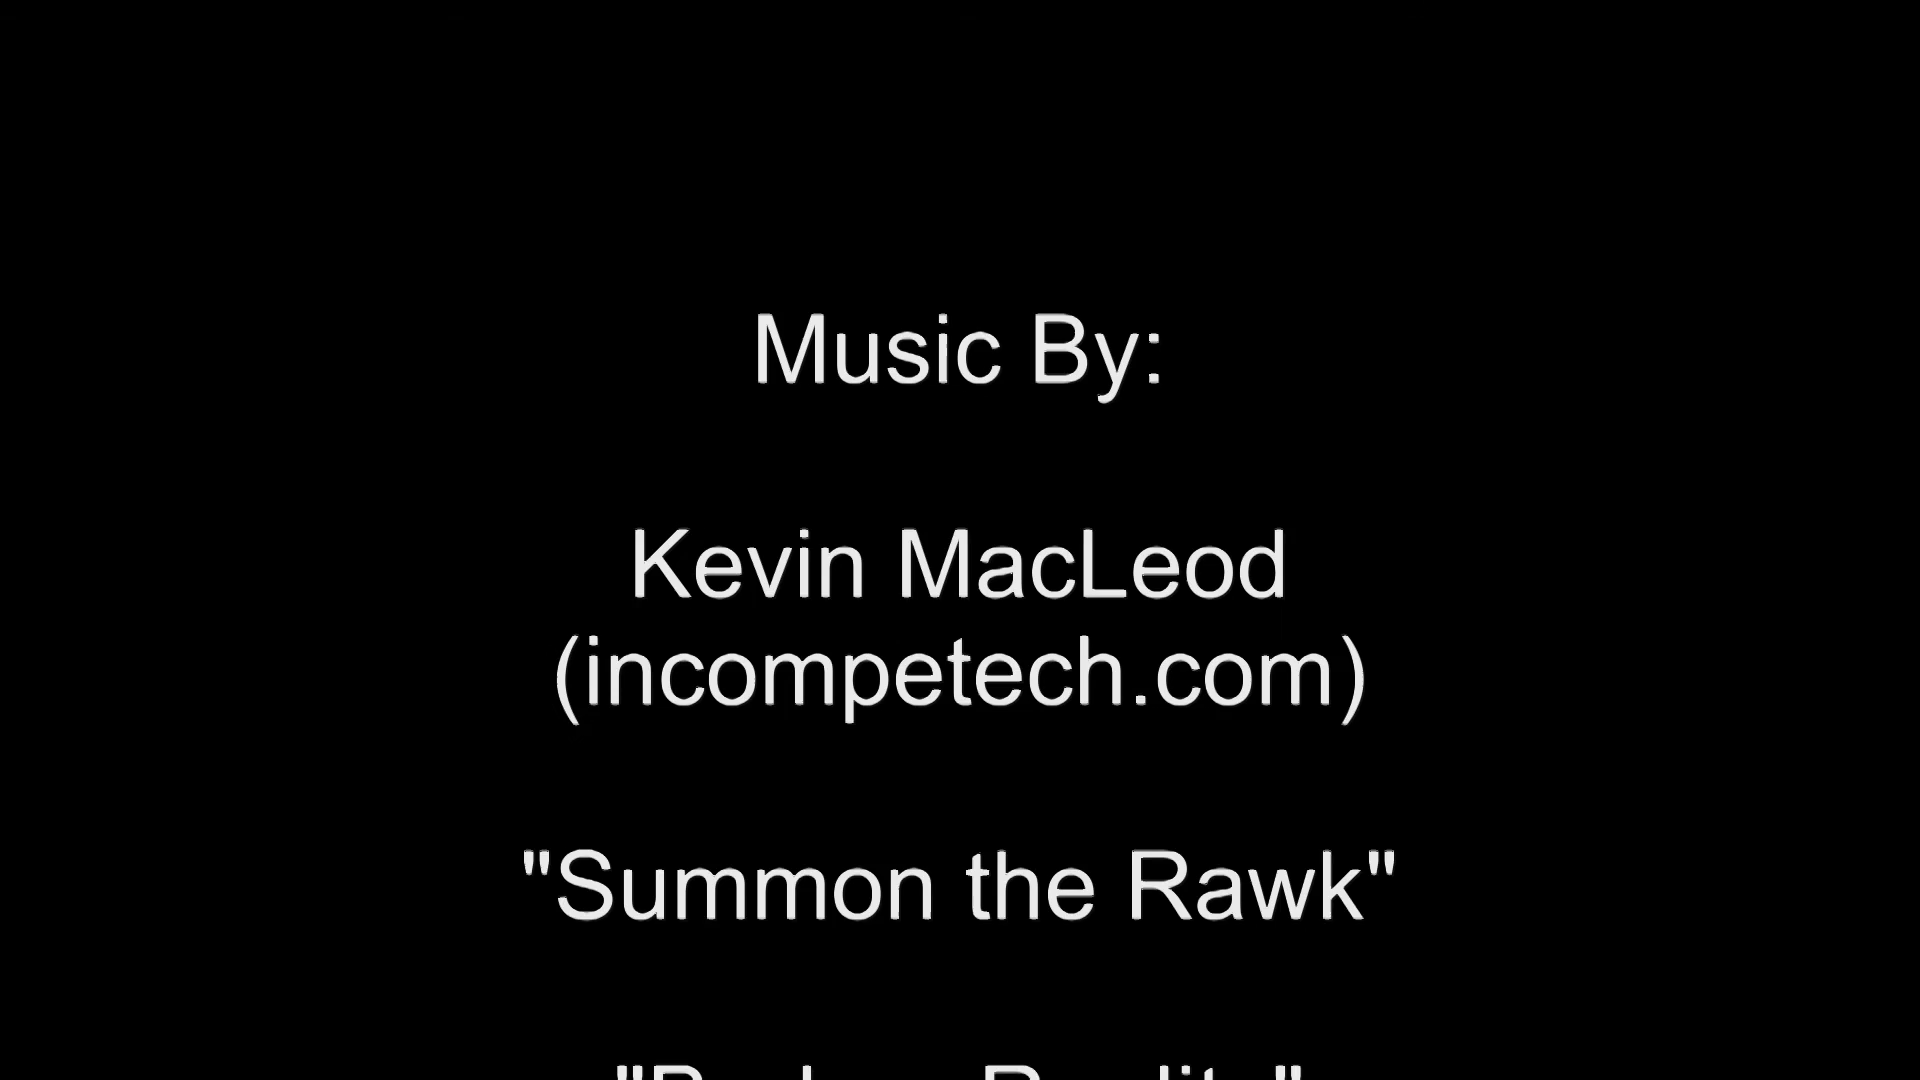 Music By:
Kevin MacLeod
(incompetech.com)
"Summon the Rawk"